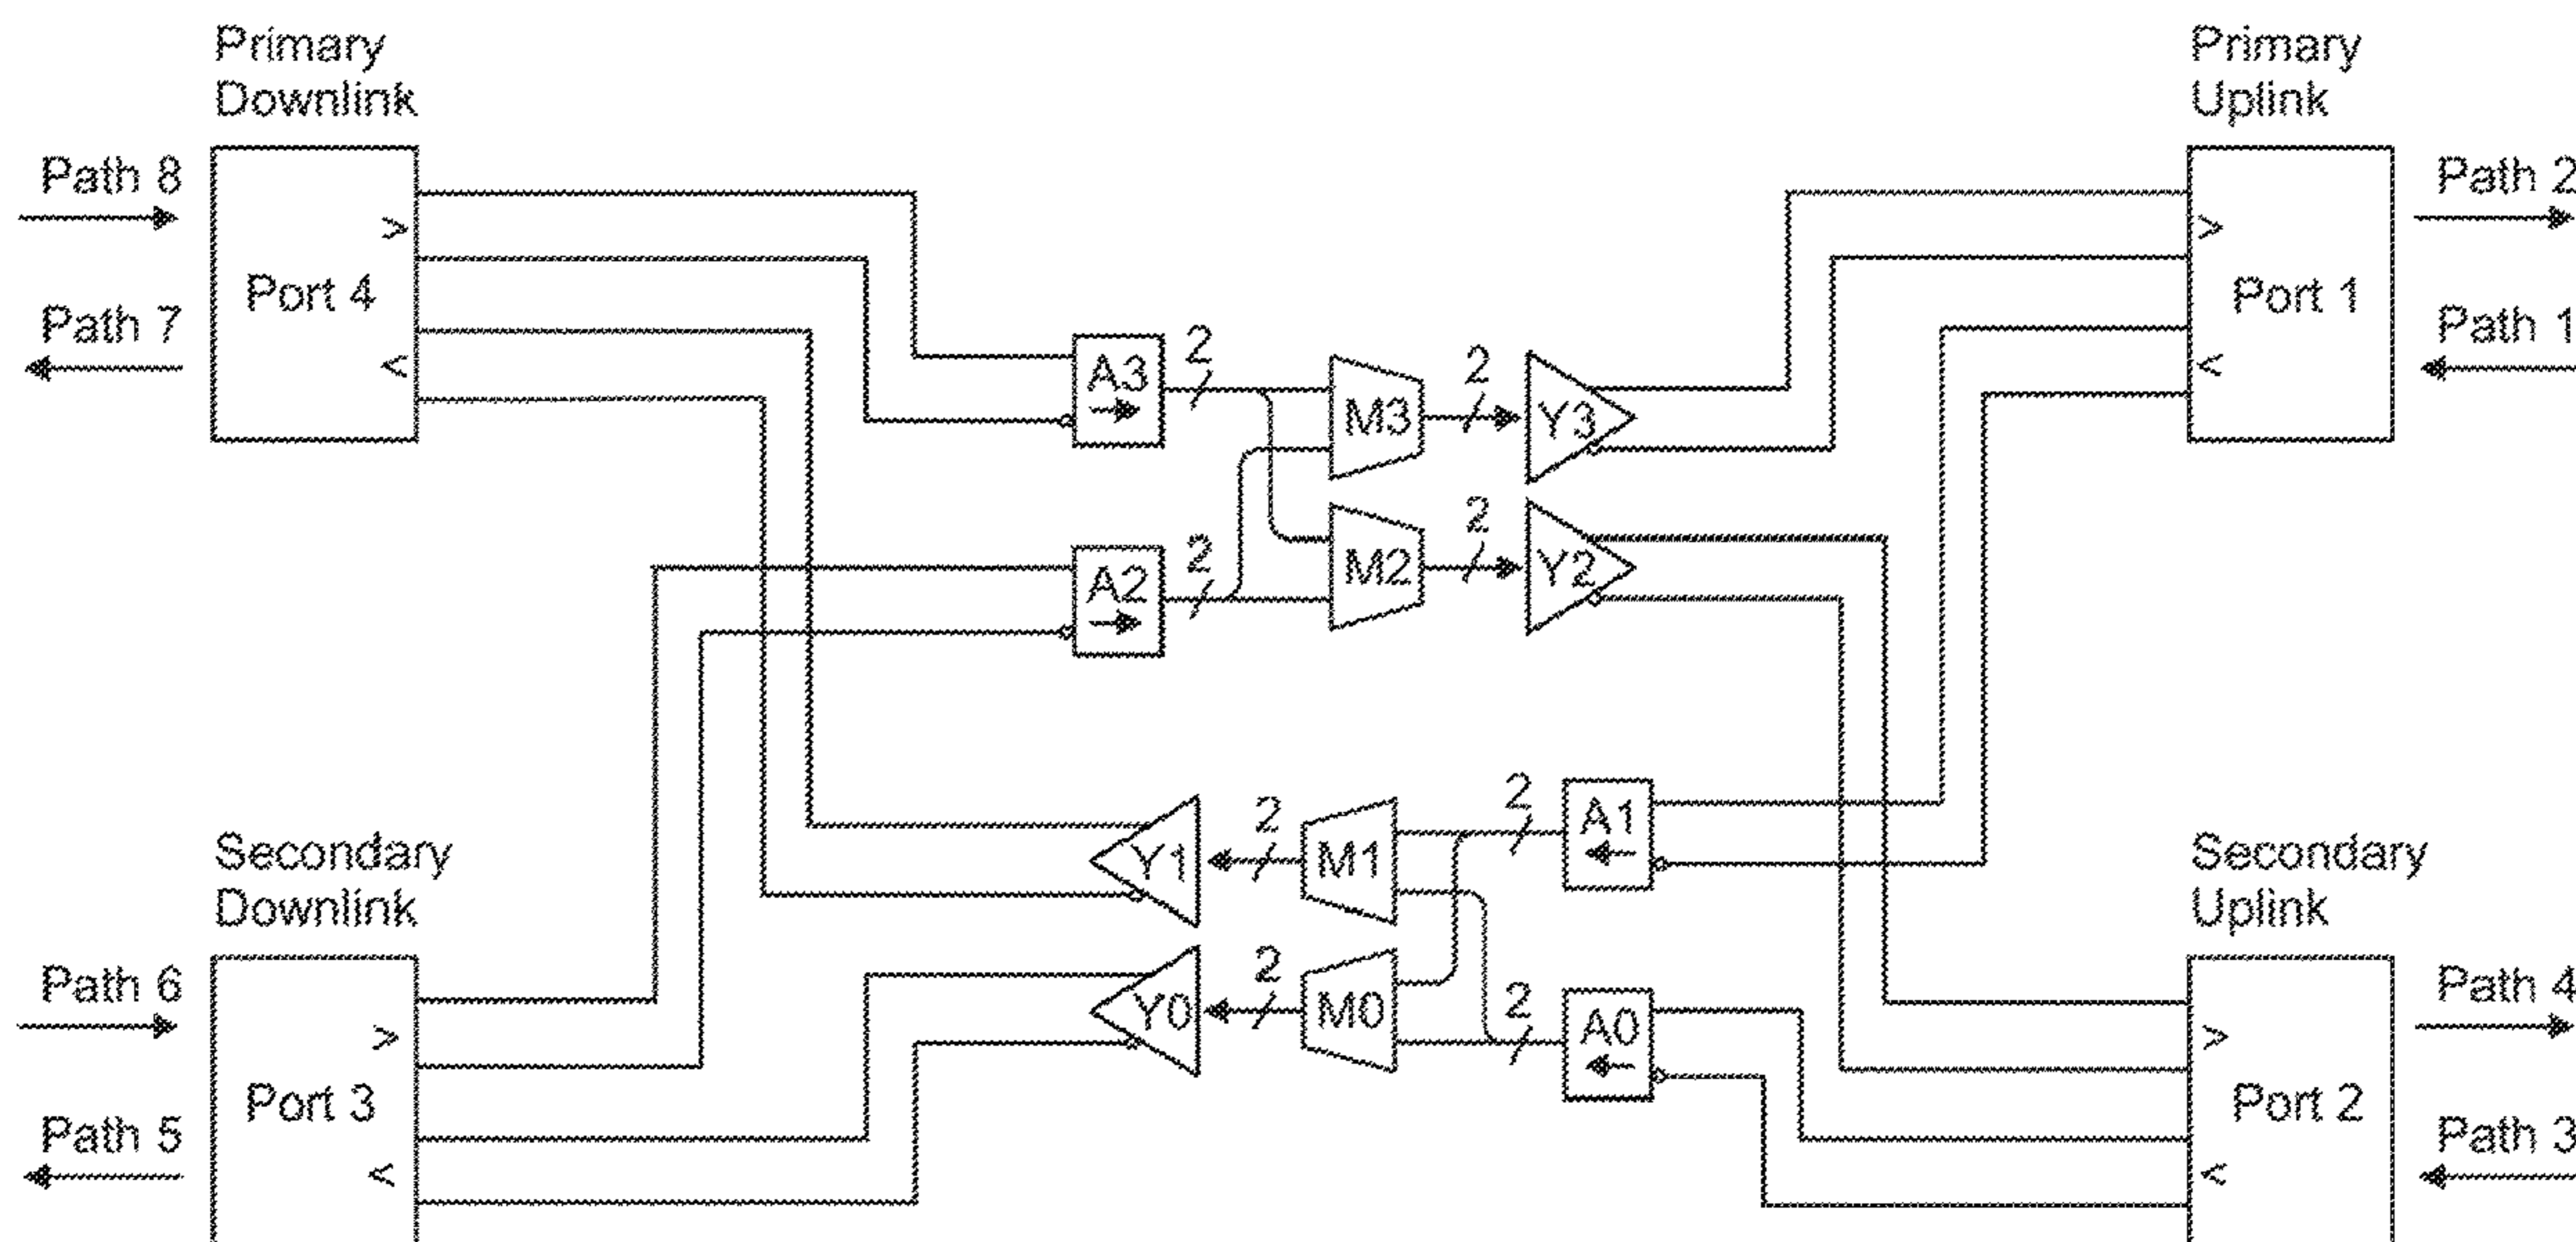 Primary
Downlink
Primary
Uplink
Path 8
Path 2
>
>
Port 4
Port 1
Path 7
Path 1
<
<
2
A3
2
M3
Y3
2
2
A2
M2
Y2
2
2
A1
Y1
M1
Secondary
Downlink
Secondary
Uplink
2
2
Y0
M0
A0
Path 6
Path 4
>
>
Port 3
Port 2
Path 5
Path 3
<
<